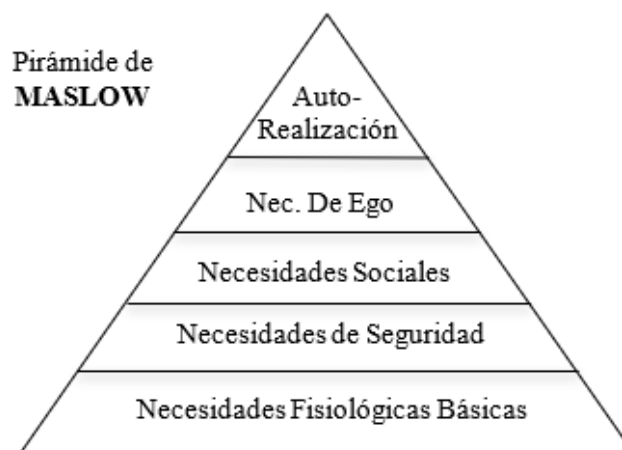 Pirámide de
MASLOW
Auto-
Realización
Nec. De Ego
Necesidades Sociales
Necesidades de Seguridad
Necesidades Fisiológicas Básicas